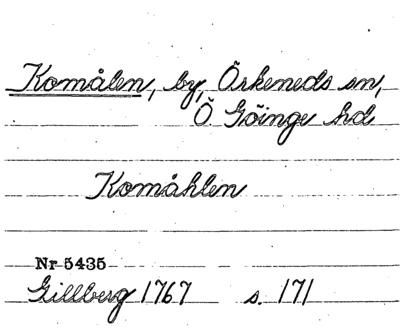 Komålen, by, Örkeneds sn,
Ö Göinge hd
Komåhlen
Nr 5435
Gillberg 1767 s. 171